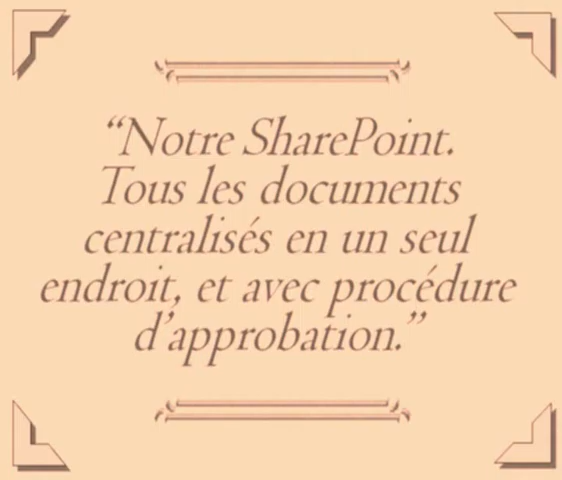 “Notre SharePoint.
Tous les documents
centralisés en un seul
endroit, et avec procédure
d’approbation.”